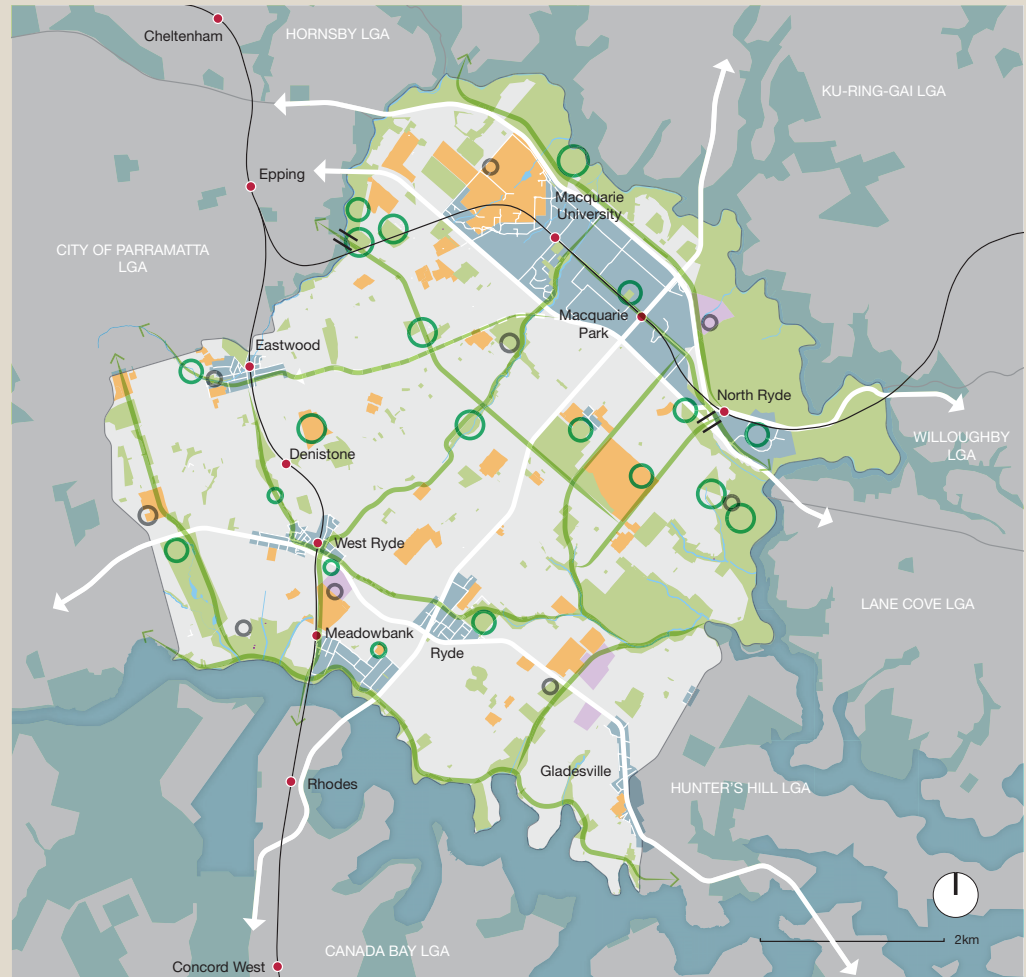 Cheltenham
HORNSBY LGA
KU-RING-GAI LGA
Epping
Macquarie
University
CITY OF PARRAMATTA
LGA
Macquarie
Park
Eastwood
North Ryde
WILLOUGHBY
LGA
Denistone
West Ryde
LANE COVE LGA
Meadowbank
Ryde
Gladesville
Rhodes
HUNTER'S HILL LGA
2km
CANADA BAY LGA
Concord West